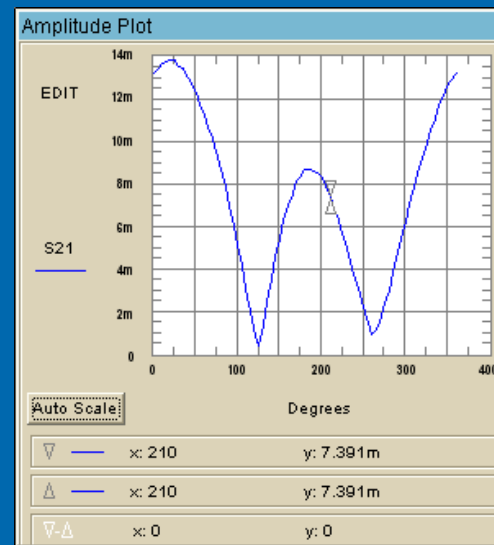 Amplitude Plot
14m
EDIT
12m
10m
8m
6m
S21
4m
2m
0
0 100 200 300 400
Auto Scale
Degrees
x: 210 y: 7.391m
x: 210 y: 7.391m
∇-Δ x: 0 y: 0